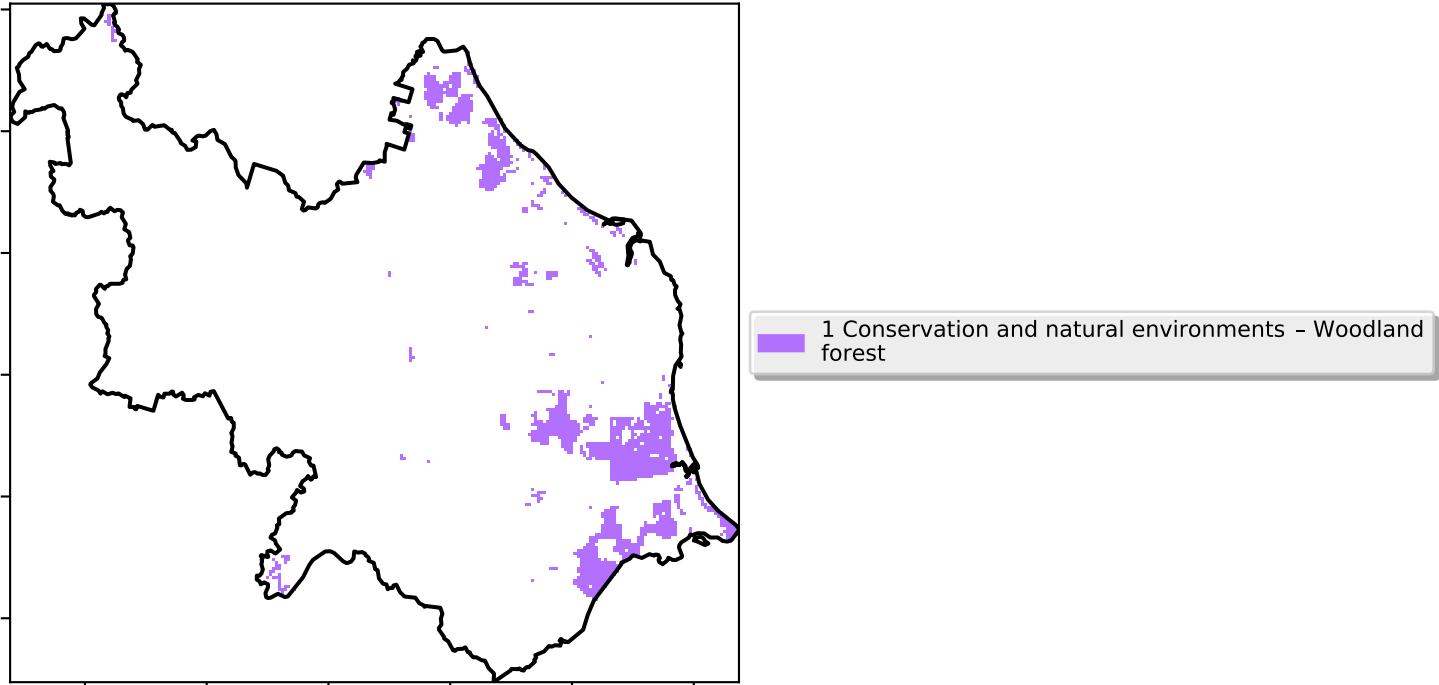 1 Conservation and natural environments – Woodland
forest